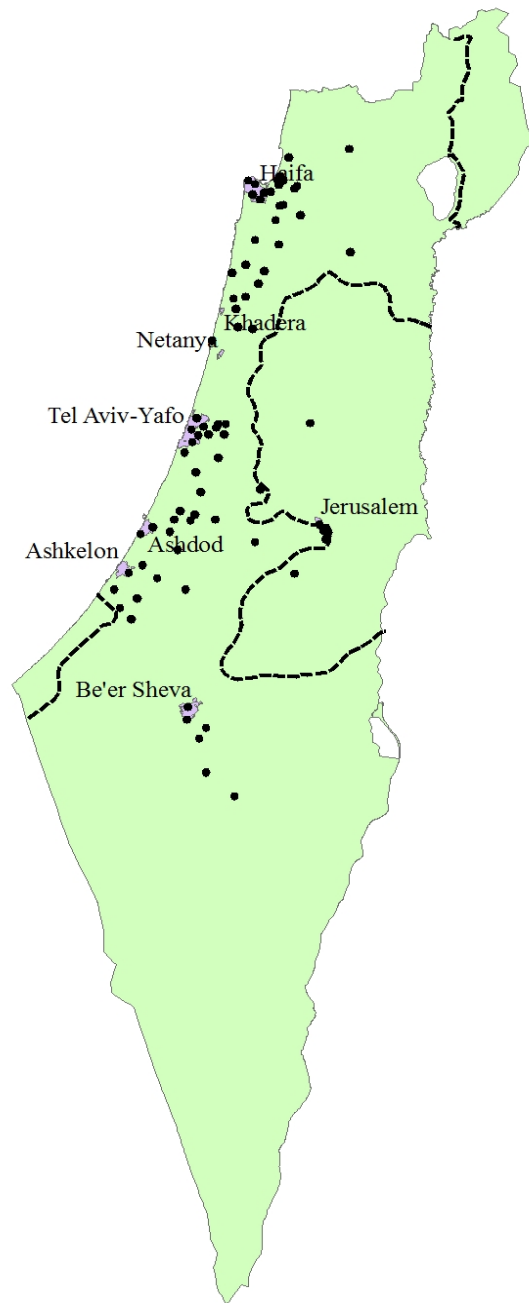 Haifa
Khadera
Netanya
Tel Aviv-Yafo
Jerusalem
Ashdod
Ashkelon
Be'er Sheva